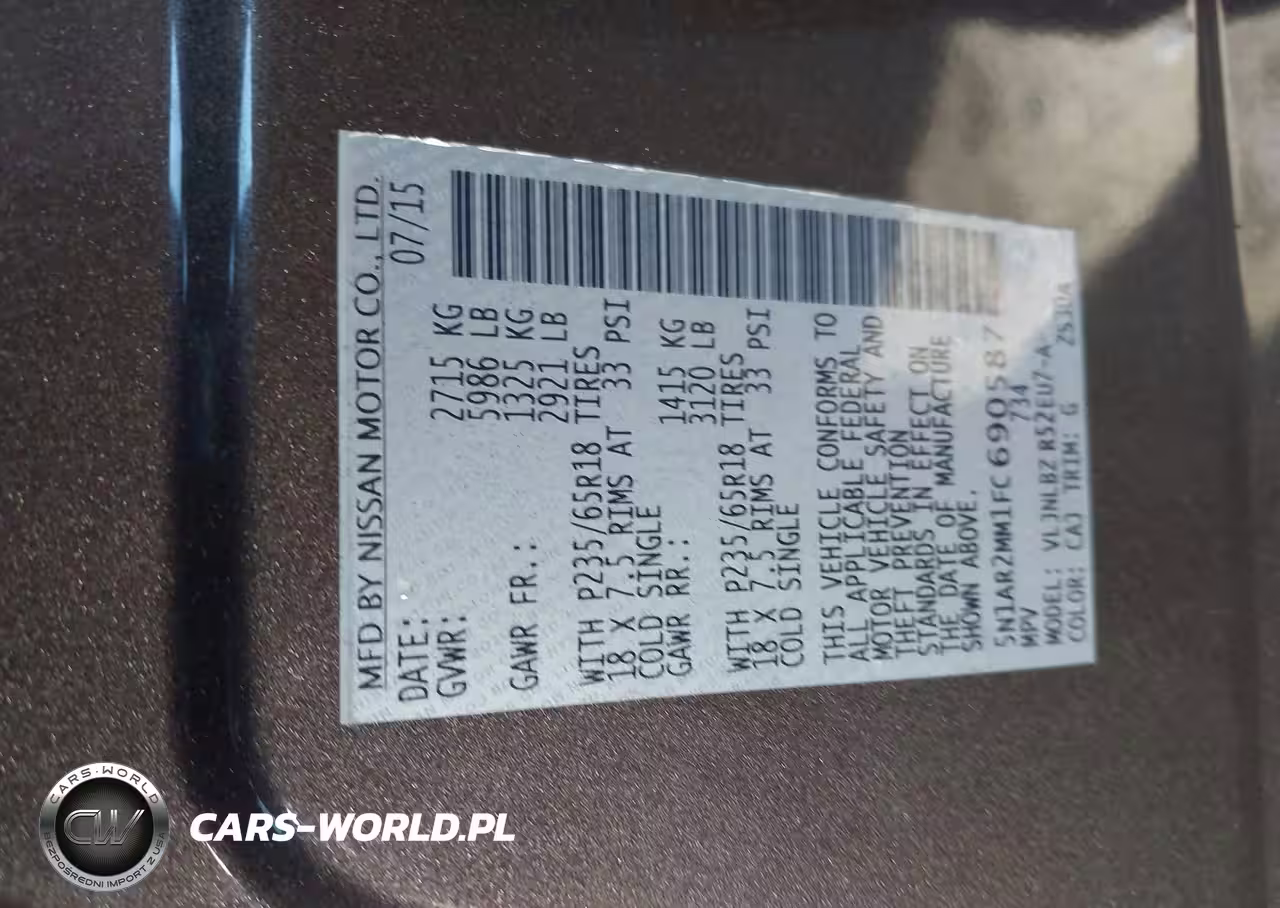 MFD BY NISSAN MOTOR CO., LTD.
DATE: 07/15
GVWR: 2715 KG
5986 LB
GAWR FR.: 1325 KG
2921 LB
WITH P235/65R18 TIRES
18 X 7.5 RIMS AT 33 PSI
COLD SINGLE
GAWR RR.: 1415 KG
3120 LB
WITH P235/65R18 TIRES
18 X 7.5 RIMS AT 33 PSI
COLD SINGLE
THIS VEHICLE CONFORMS TO
ALL APPLICABLE FEDERAL
MOTOR VEHICLE SAFETY AND
THEFT PREVENTION
STANDARDS IN EFFECT ON
THE DATE OF MANUFACTURE
SHOWN ABOVE.
5N1AR2MM1FC690587
MPV 734
MODEL: VLJNLBZ R52EU7-A
COLOR: CAJ TRIM: G
CARS-WORLD
CW
BEZPOŚREDNI IMPORT Z USA
CARS-WORLD.PL